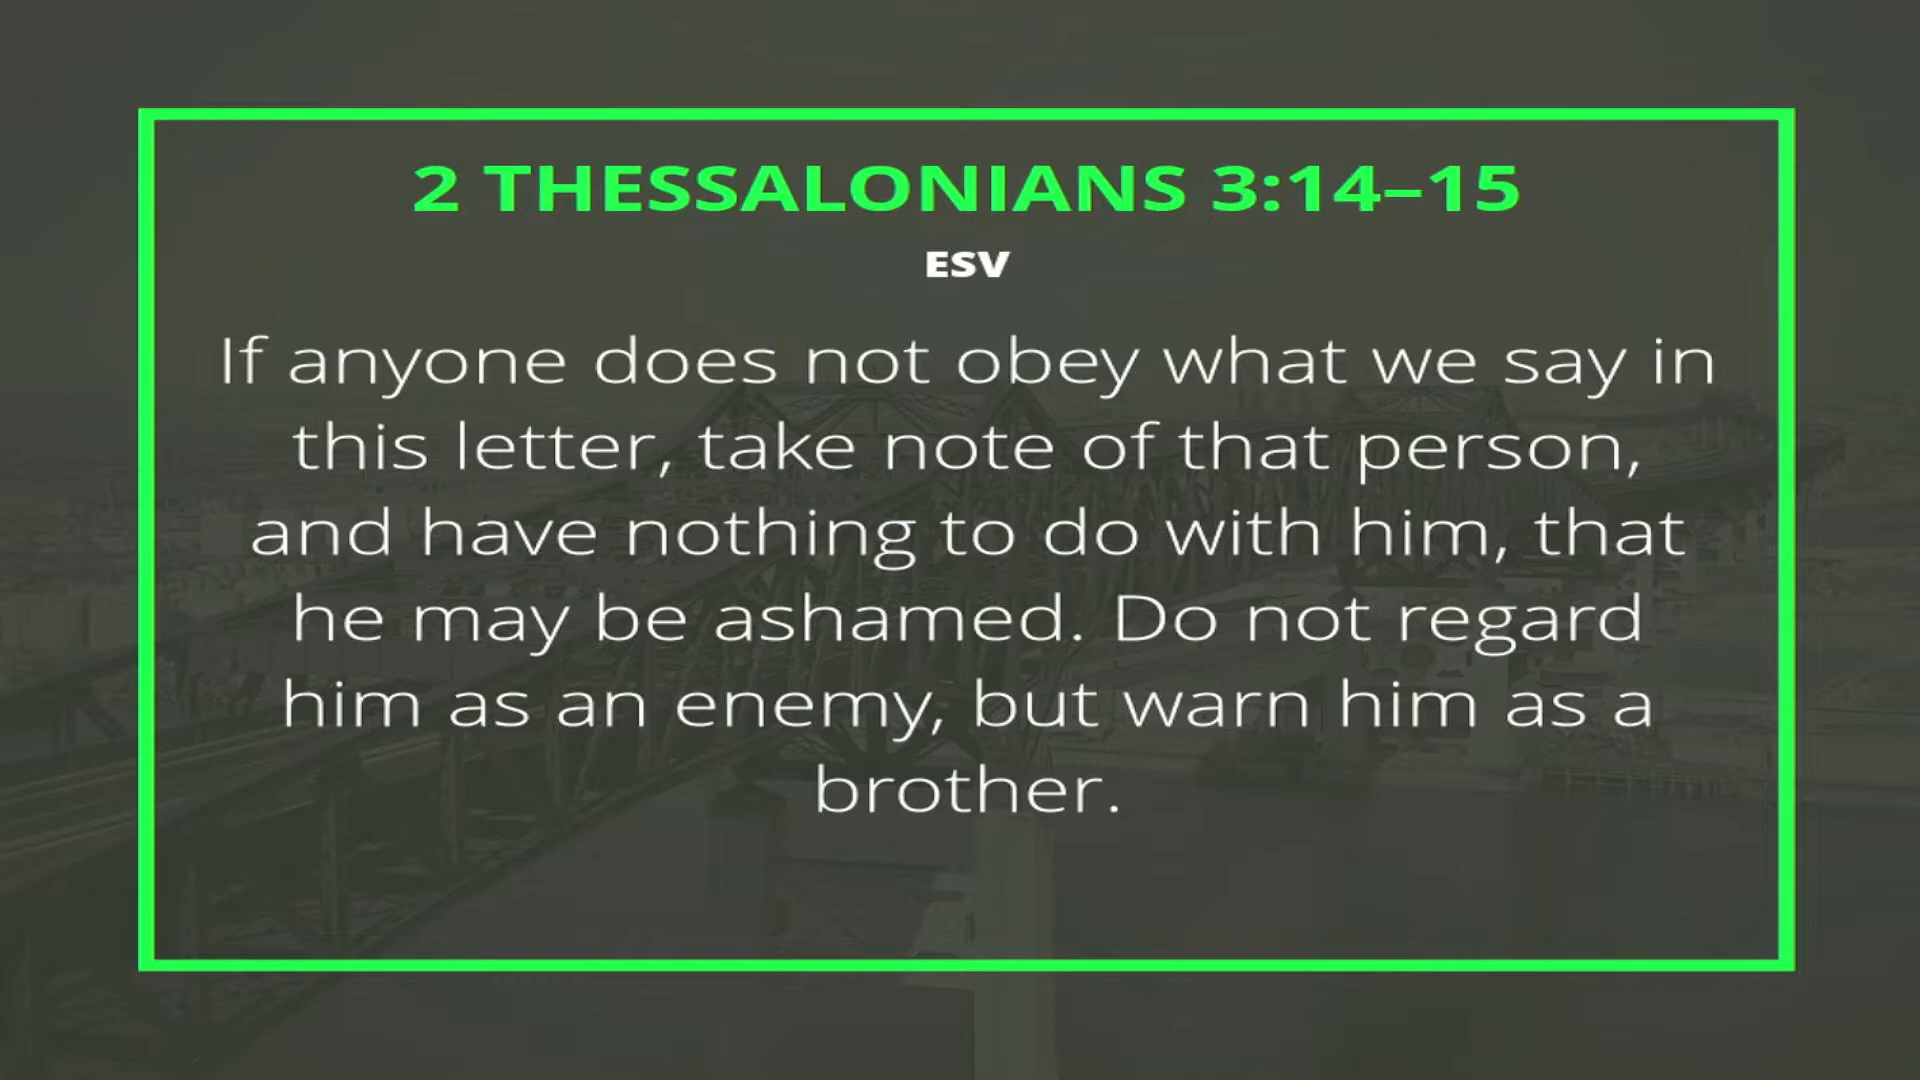 2 THESSALONIANS 3:14–15
ESV
If anyone does not obey what we say in
this letter, take note of that person,
and have nothing to do with him, that
he may be ashamed. Do not regard
him as an enemy, but warn him as a
brother.